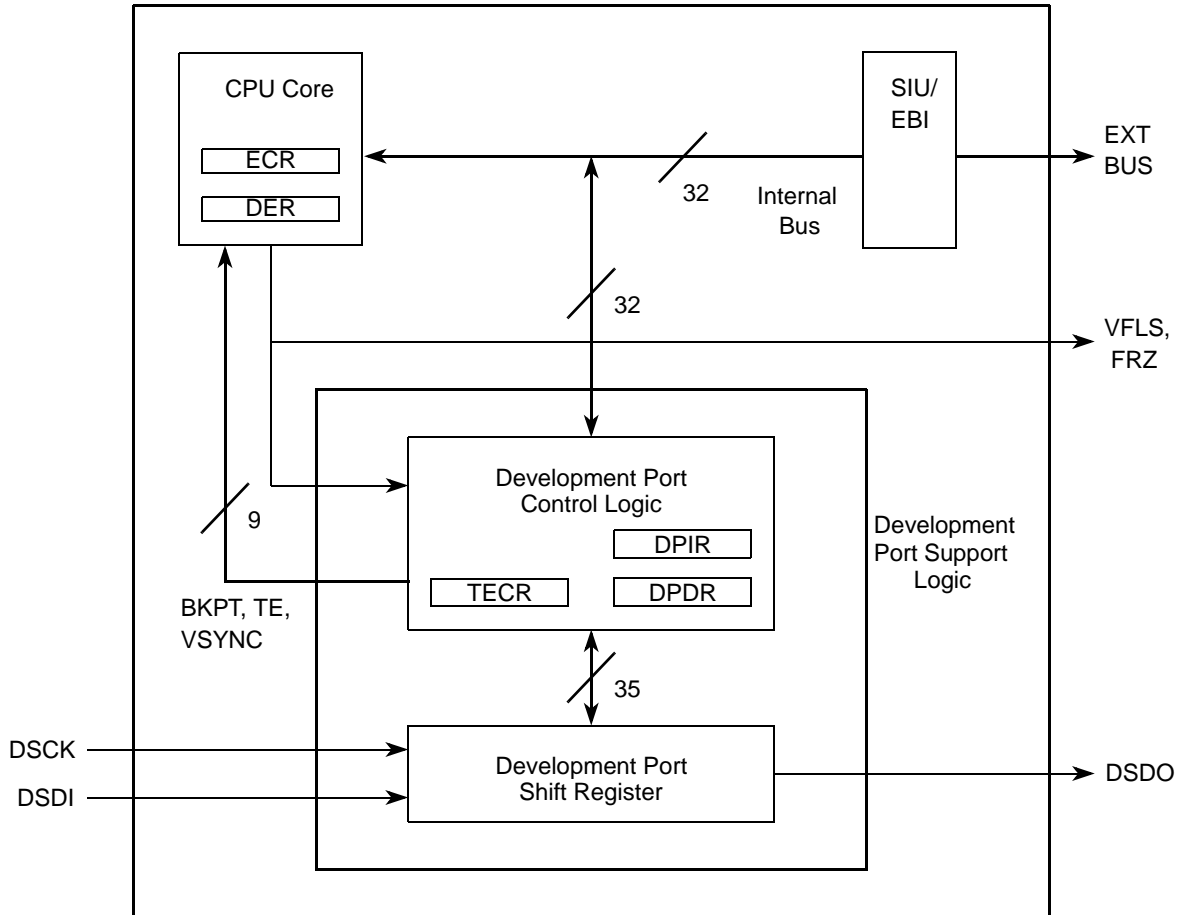 CPU Core
ECR
DER
SIU/
EBI
EXT
BUS
32
Internal
Bus
32
VFLS,
FRZ
Development Port
Control Logic
DPIR
TECR
DPDR
Development
Port Support
Logic
9
BKPT, TE,
VSYNC
35
DSCK
DSDI
Development Port
Shift Register
DSDO